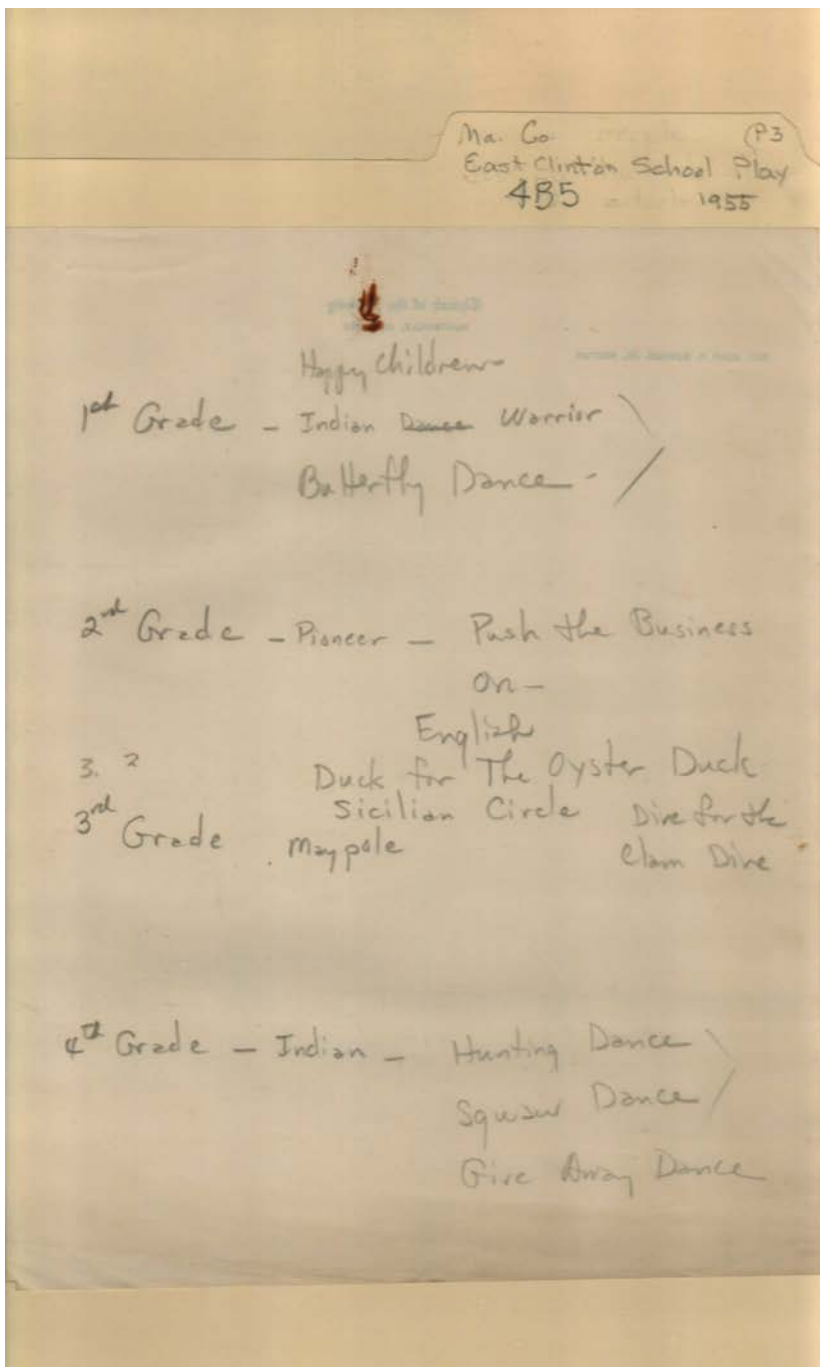 Ma. Co. (P3
East Clinton School Play
4B5 1955
Happy Children
1st Grade - Indian Dance Warrior
Butterfly Dance -
2nd Grade - Pioneer - Push the Business
On -
English
3. ? Duck for The Oyster Duck
Sicilian Circle Dive for the
3rd Grade Maypole Clam Dive
4th Grade - Indian - Hunting Dance
Squaw Dance
Give Away Dance